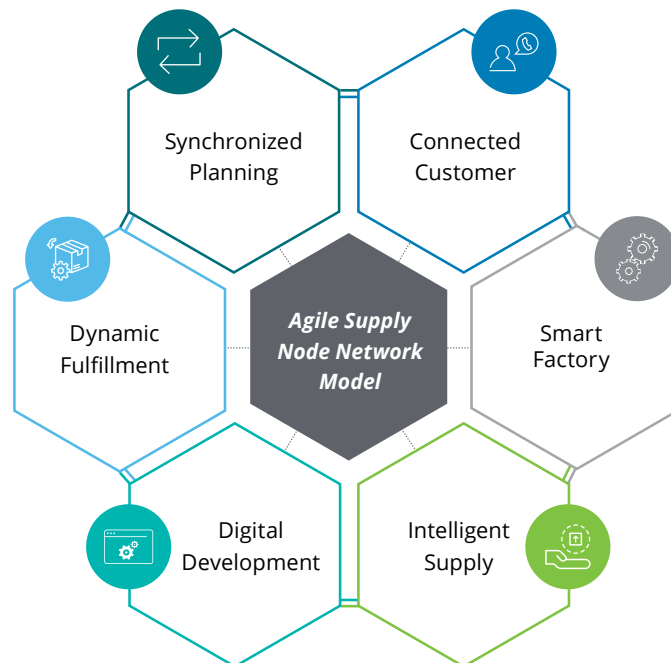 Synchronized
Planning
Connected
Customer
Dynamic
Fulfillment
Agile Supply
Node Network
Model
Smart
Factory
Digital
Development
Intelligent
Supply